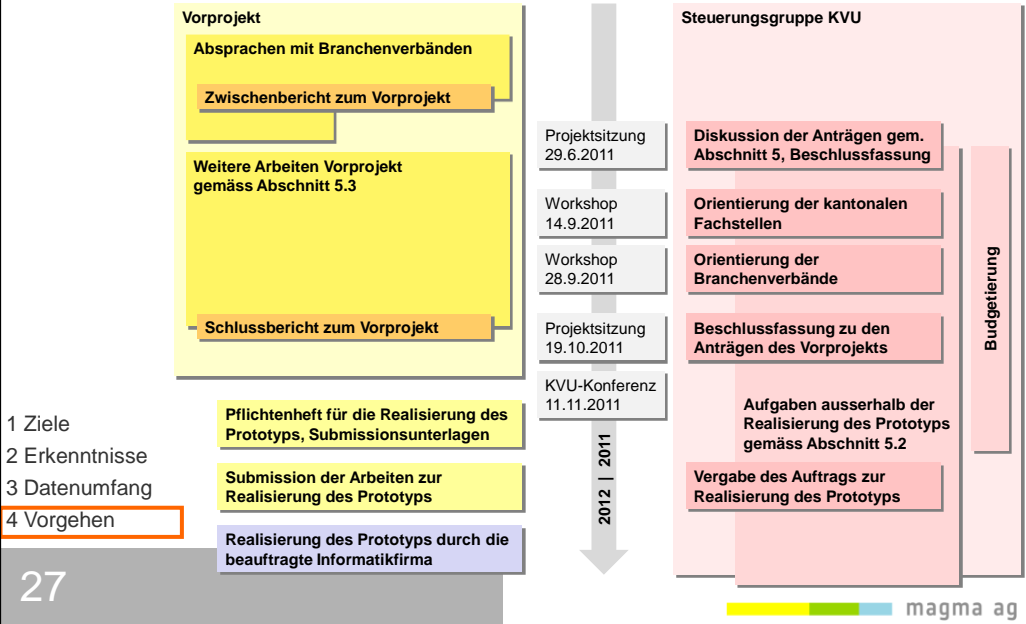 Vorprojekt
Absprachen mit Branchenverbänden
Zwischenbericht zum Vorprojekt
Weitere Arbeiten Vorprojekt
gemäss Abschnitt 5.3
Schlussbericht zum Vorprojekt
Pflichtenheft für die Realisierung des
Prototyps, Submissionsunterlagen
Submission der Arbeiten zur
Realisierung des Prototyps
Realisierung des Prototyps durch die
beauftragte Informatikfirma
Projektsitzung
29.6.2011
Workshop
14.9.2011
Workshop
28.9.2011
Projektsitzung
19.10.2011
KVU-Konferenz
11.11.2011
2012 | 2011
Steuerungsgruppe KVU
Diskussion der Anträgen gem.
Abschnitt 5, Beschlussfassung
Orientierung der kantonalen
Fachstellen
Orientierung der
Branchenverbände
Beschlussfassung zu den
Anträgen des Vorprojekts
Aufgaben ausserhalb der
Realisierung des Prototyps
gemäss Abschnitt 5.2
Vergabe des Auftrags zur
Realisierung des Prototyps
Budgetierung
1 Ziele
2 Erkenntnisse
3 Datenumfang
4 Vorgehen
27
magma ag